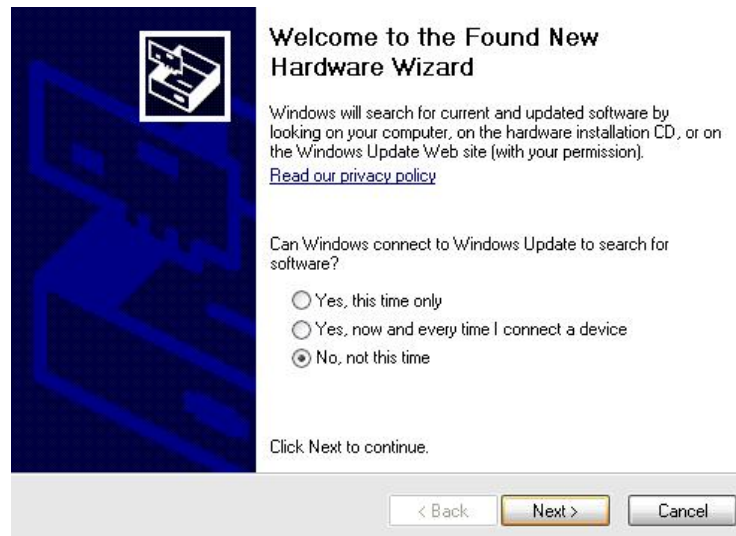 Welcome to the Found New
Hardware Wizard
Windows will search for current and updated software by
looking on your computer, on the hardware installation CD, or on
the Windows Update Web site (with your permission).
Read our privacy policy
Can Windows connect to Windows Update to search for
software?
Yes, this time only
Yes, now and every time I connect a device
No, not this time
Click Next to continue.
< Back Next > Cancel